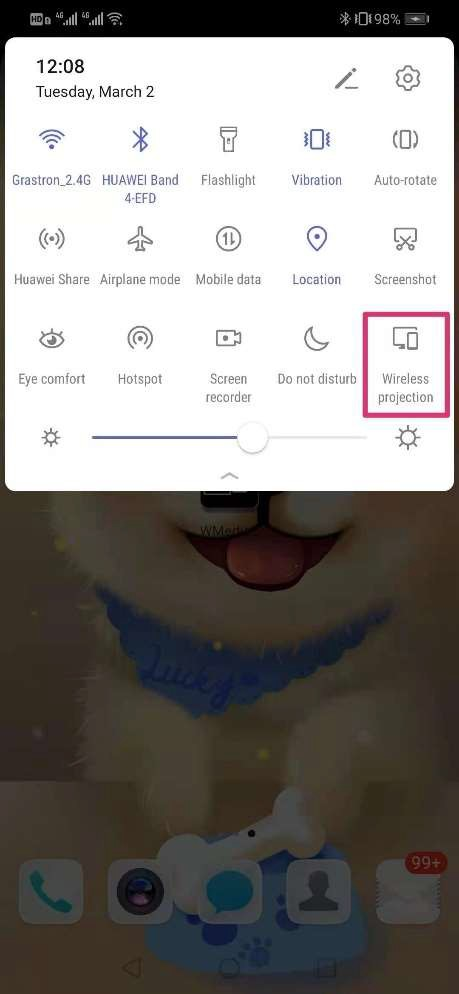 HD 2 4G 4G 98%
12:08
Tuesday, March 2
Grastron_2.4G
HUAWEI Band
4-EFD
Flashlight
Vibration
Auto-rotate
Huawei Share
Airplane mode
Mobile data
Location
Screenshot
Eye comfort
Hotspot
Screen
recorder
Do not disturb
Wireless
projection
Lucky
99+